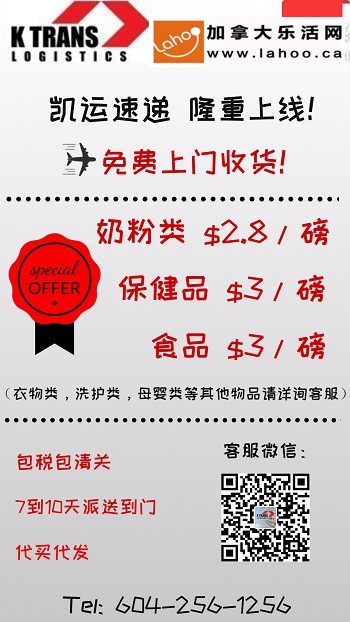 K TRANS
LOGISTICS
Lahoo
加拿大乐活网
www.lahoo.ca
凯运速递 隆重上线!
免费上门收货!
奶粉类 $2.8 / 磅
special
OFFER
保健品 $3 / 磅
食品 $3 / 磅
（衣物类，洗护类，母婴类等其他物品请详询客服）
包税包清关
7到10天派送到门
代买代发
客服微信:
Tel: 604-256-1256